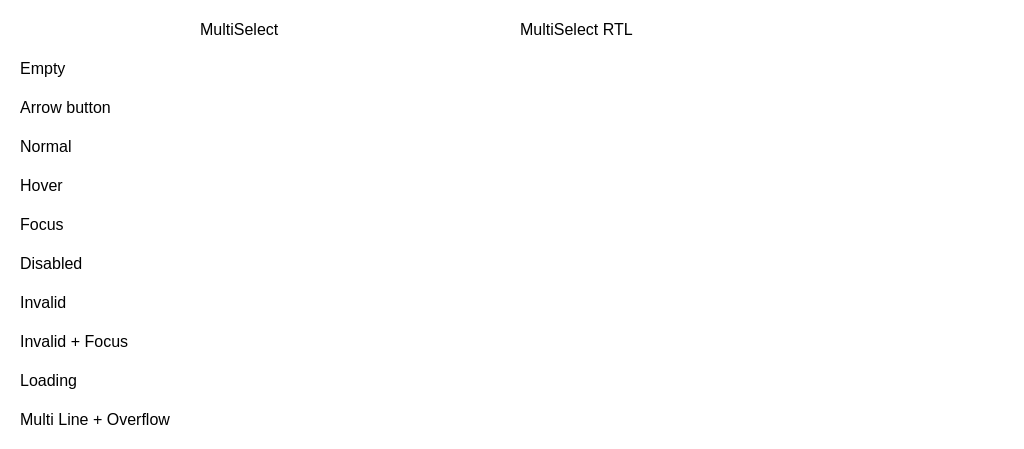 MultiSelect MultiSelect RTL
Empty
Arrow button
Normal
Hover
Focus
Disabled
Invalid
Invalid + Focus
Loading
Multi Line + Overflow